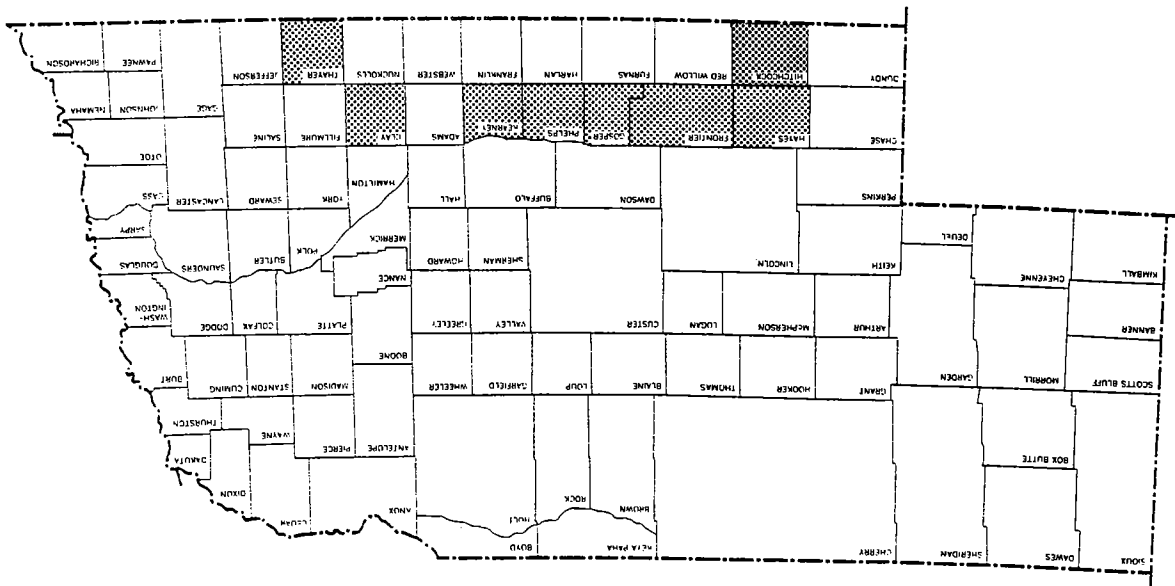 SIOUX
DAWES
SHERIDAN
CHERRY
KEYA PAHA
BOYD
BROWN
ROCK
HOLT
KNOX
CEDAR
DIXON
DAKOTA
BOX BUTTE
ANTELOPE
PIERCE
WAYNE
THURSTON
SCOTTS BLUFF
MORRILL
GARDEN
GRANT
HOOKER
THOMAS
BLAINE
LOUP
GARFIELD
WHEELER
BOONE
MADISON
STANTON
CUMING
BURT
BANNER
ARTHUR
McPHERSON
LOGAN
CUSTER
VALLEY
GREELEY
NANCE
PLATTE
COLFAX
DODGE
WASH-
INGTON
KIMBALL
CHEYENNE
DEUEL
KEITH
LINCOLN
SHERMAN
HOWARD
MERRICK
POLK
BUTLER
SAUNDERS
DOUGLAS
SARPY
PERKINS
DAWSON
BUFFALO
HALL
HAMILTON
YORK
SEWARD
LANCASTER
CASS
OTOE
CHASE
HAYES
FRONTIER
GOSPER
PHELPS
KEARNEY
ADAMS
CLAY
FILLMORE
SALINE
GAGE
JOHNSON
NEMAHA
DUNDY
HITCHCOCK
RED WILLOW
FURNAS
HARLAN
FRANKLIN
WEBSTER
NUCKOLLS
THAYER
JEFFERSON
PAWNEE
RICHARDSON